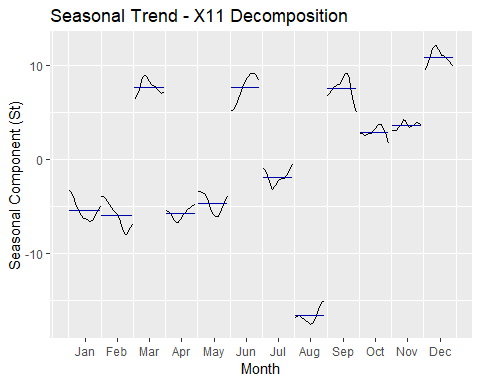 Seasonal Trend - X11 Decomposition
Seasonal Component (St)
10
0
-10
Jan Feb Mar Apr May Jun Jul Aug Sep Oct Nov Dec
Month